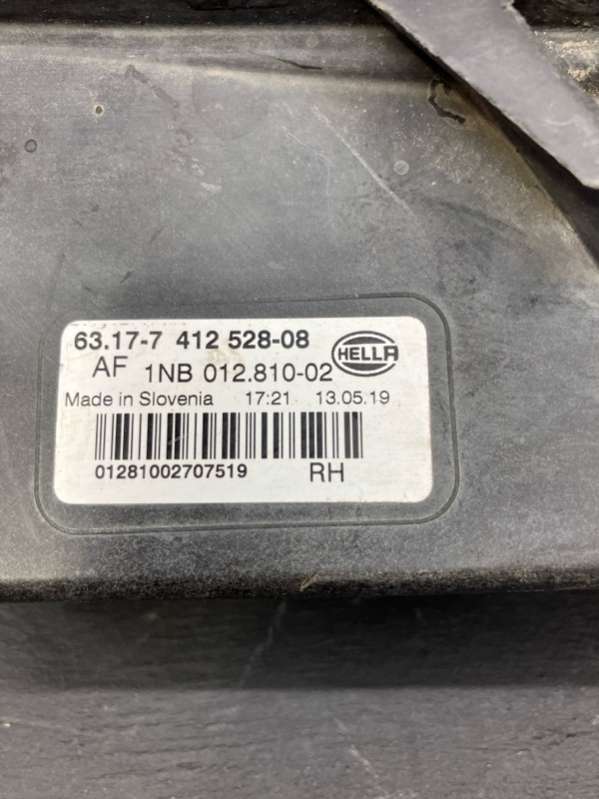 63.17-7 412 528-08
AF 1NB 012.810-02
HELLA
Made in Slovenia 17:21 13.05.19
01281002707519 RH